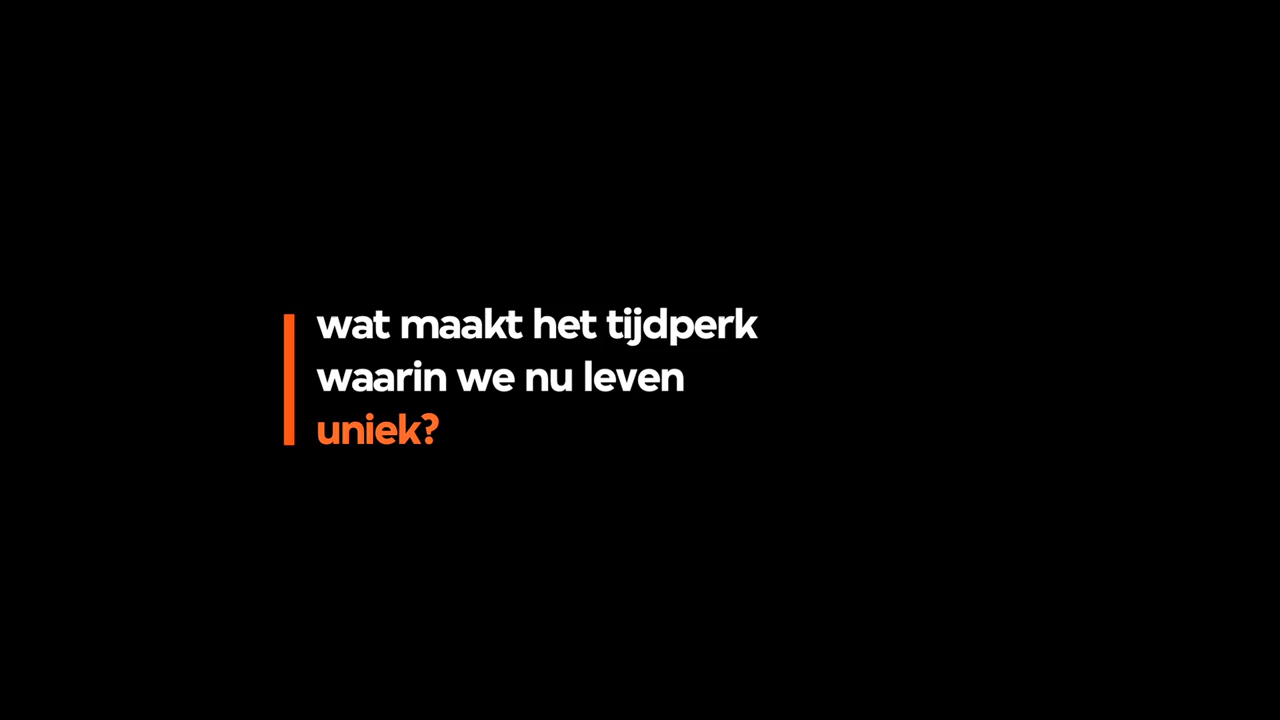 wat maakt het tijdperk
waarin we nu leven
uniek?